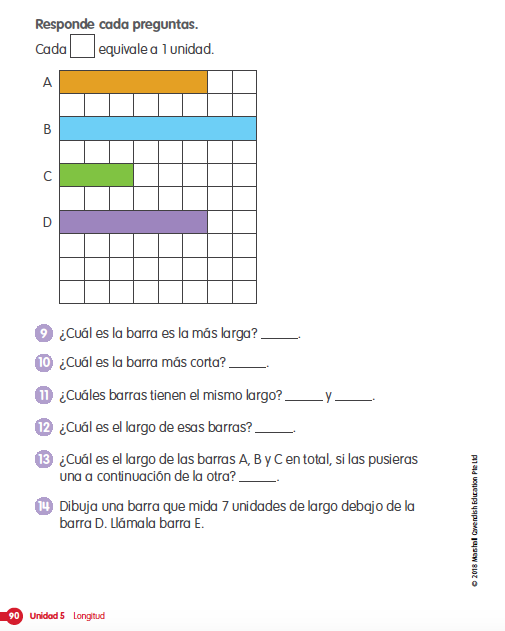 Responde cada preguntas.
Cada equivale a 1 unidad.
A
B
C
D
9 ¿Cuál es la barra es la más larga? ______.
10 ¿Cuál es la barra más corta? ______.
11 ¿Cuáles barras tienen el mismo largo? ______ y ______.
12 ¿Cuál es el largo de esas barras? ______.
13 ¿Cuál es el largo de las barras A, B y C en total, si las pusieras
una a continuación de la otra? ______.
14 Dibuja una barra que mida 7 unidades de largo debajo de la
barra D. Llámala barra E.
© 2018 Marshall Cavendish Education Pte Ltd
90 Unidad 5 Longitud